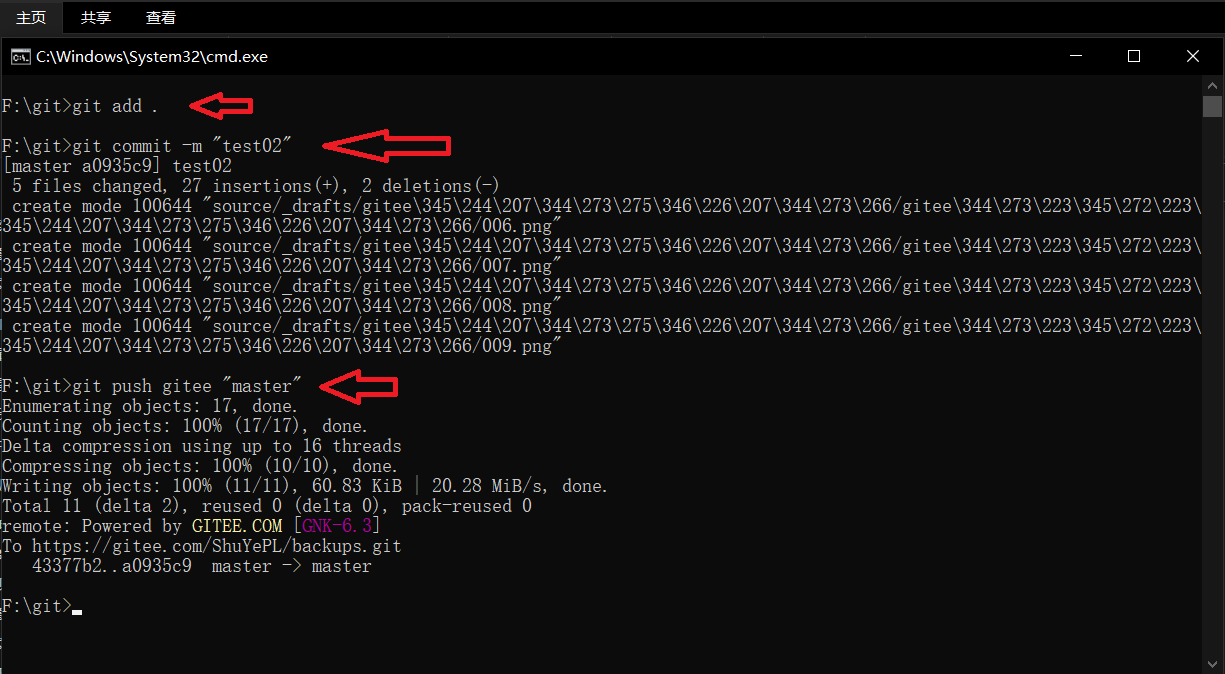 主页 共享 查看
C:\Windows\System32\cmd.exe
F:\git>git add .
F:\git>git commit -m "test02"
[master a0935c9] test02
 5 files changed, 27 insertions(+), 2 deletions(-)
 create mode 100644 "source/_drafts/gitee\345\244\207\344\273\275\346\226\207\344\273\266/gitee\344\273\223\345\272\223\
345\244\207\344\273\275\346\226\207\344\273\266/006.png"
 create mode 100644 "source/_drafts/gitee\345\244\207\344\273\275\346\226\207\344\273\266/gitee\344\273\223\345\272\223\
345\244\207\344\273\275\346\226\207\344\273\266/007.png"
 create mode 100644 "source/_drafts/gitee\345\244\207\344\273\275\346\226\207\344\273\266/gitee\344\273\223\345\272\223\
345\244\207\344\273\275\346\226\207\344\273\266/008.png"
 create mode 100644 "source/_drafts/gitee\345\244\207\344\273\275\346\226\207\344\273\266/gitee\344\273\223\345\272\223\
345\244\207\344\273\275\346\226\207\344\273\266/009.png"
F:\git>git push gitee "master"
Enumerating objects: 17, done.
Counting objects: 100% (17/17), done.
Delta compression using up to 16 threads
Compressing objects: 100% (10/10), done.
Writing objects: 100% (11/11), 60.83 KiB | 20.28 MiB/s, done.
Total 11 (delta 2), reused 0 (delta 0), pack-reused 0
remote: Powered by GITEE.COM [GNK-6.3]
To https://gitee.com/ShuYePL/backups.git
   43377b2..a0935c9  master -> master
F:\git>